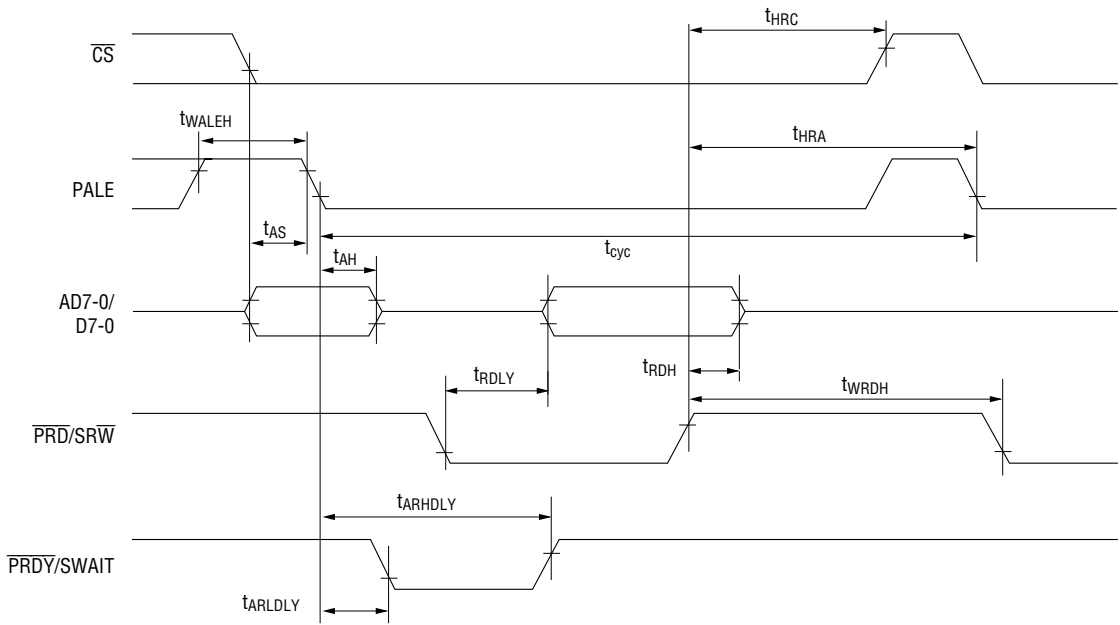 tHRC
CS
tWALEH
tHRA
PALE
tAS
tcyc
tAH
AD7-0/
D7-0
tRDH
tRDLY
tWRDH
PRD/SRW
tARHDLY
PRDY/SWAIT
tARLDLY